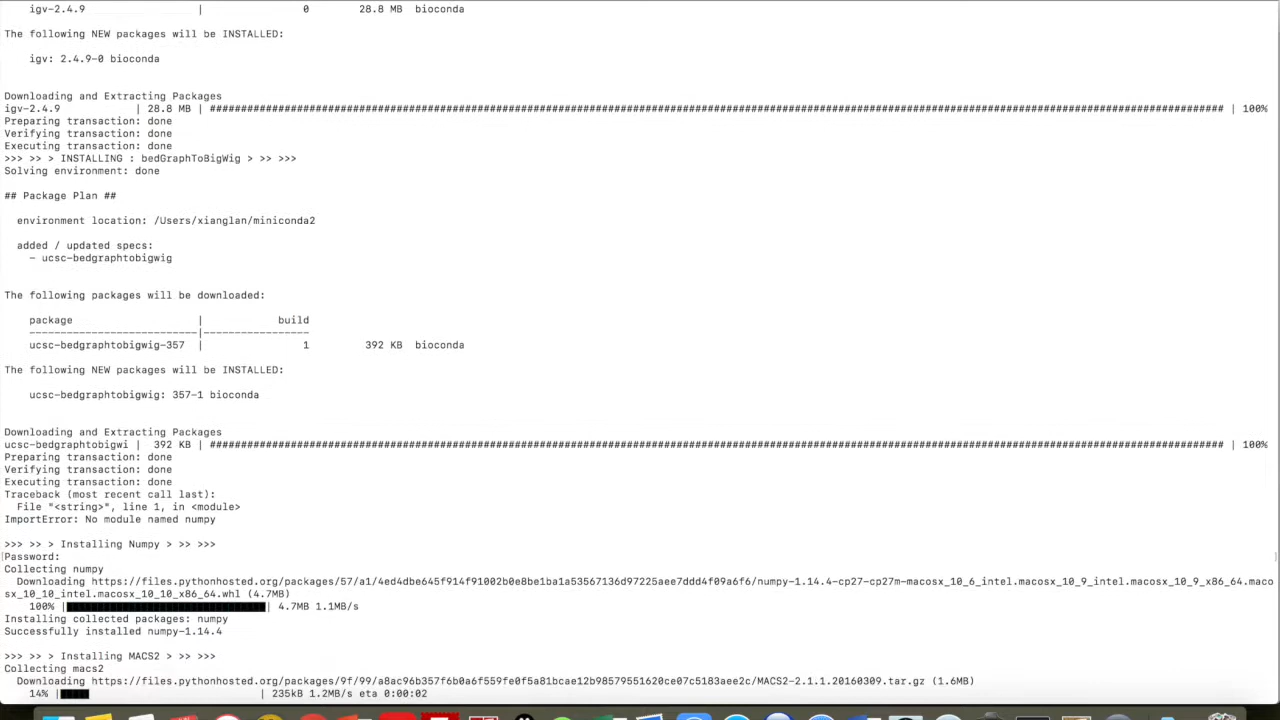 igv-2.4.9 | 0 28.8 MB bioconda
The following NEW packages will be INSTALLED:
igv: 2.4.9-0 bioconda
Downloading and Extracting Packages
igv-2.4.9 | 28.8 MB | ################################################################################################################################################################### | 100%
Preparing transaction: done
Verifying transaction: done
Executing transaction: done
>>> >> > INSTALLING : bedGraphToBigWig > >> >>>
Solving environment: done
## Package Plan ##
environment location: /Users/xianglan/miniconda2
added / updated specs:
- ucsc-bedgraphtobigwig
The following packages will be downloaded:
package | build
---------------------------|-----------------
ucsc-bedgraphtobigwig-357 | 1 392 KB bioconda
The following NEW packages will be INSTALLED:
ucsc-bedgraphtobigwig: 357-1 bioconda
Downloading and Extracting Packages
ucsc-bedgraphtobigwi | 392 KB | ################################################################################################################################################################### | 100%
Preparing transaction: done
Verifying transaction: done
Executing transaction: done
Traceback (most recent call last):
File "<string>", line 1, in <module>
ImportError: No module named numpy
>>> >> > Installing Numpy > >> >>>
Password:
Collecting numpy
Downloading https://files.pythonhosted.org/packages/57/a1/4ed4dbe645f914f91002b0e8be1ba1a53567136d97225aee7ddd4f09a6f6/numpy-1.14.4-cp27-cp27m-macosx_10_6_intel.macosx_10_9_intel.macosx_10_9_x86_64.maco
sx_10_10_intel.macosx_10_10_x86_64.whl (4.7MB)
100% | | 4.7MB 1.1MB/s
Installing collected packages: numpy
Successfully installed numpy-1.14.4
>>> >> > Installing MACS2 > >> >>>
Collecting macs2
Downloading https://files.pythonhosted.org/packages/9f/99/a8ac96b357f6b0a6f559fe0f5a81bcae12b98579551620ce07c5183aee2c/MACS2-2.1.1.20160309.tar.gz (1.6MB)
14% | | 235kB 1.2MB/s eta 0:00:02